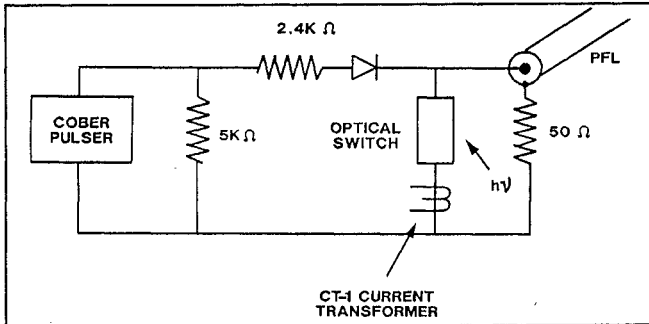 2.4K Ω
PFL
COBER
PULSER
5K Ω
OPTICAL
SWITCH
50 Ω
hν
CT-1 CURRENT
TRANSFORMER